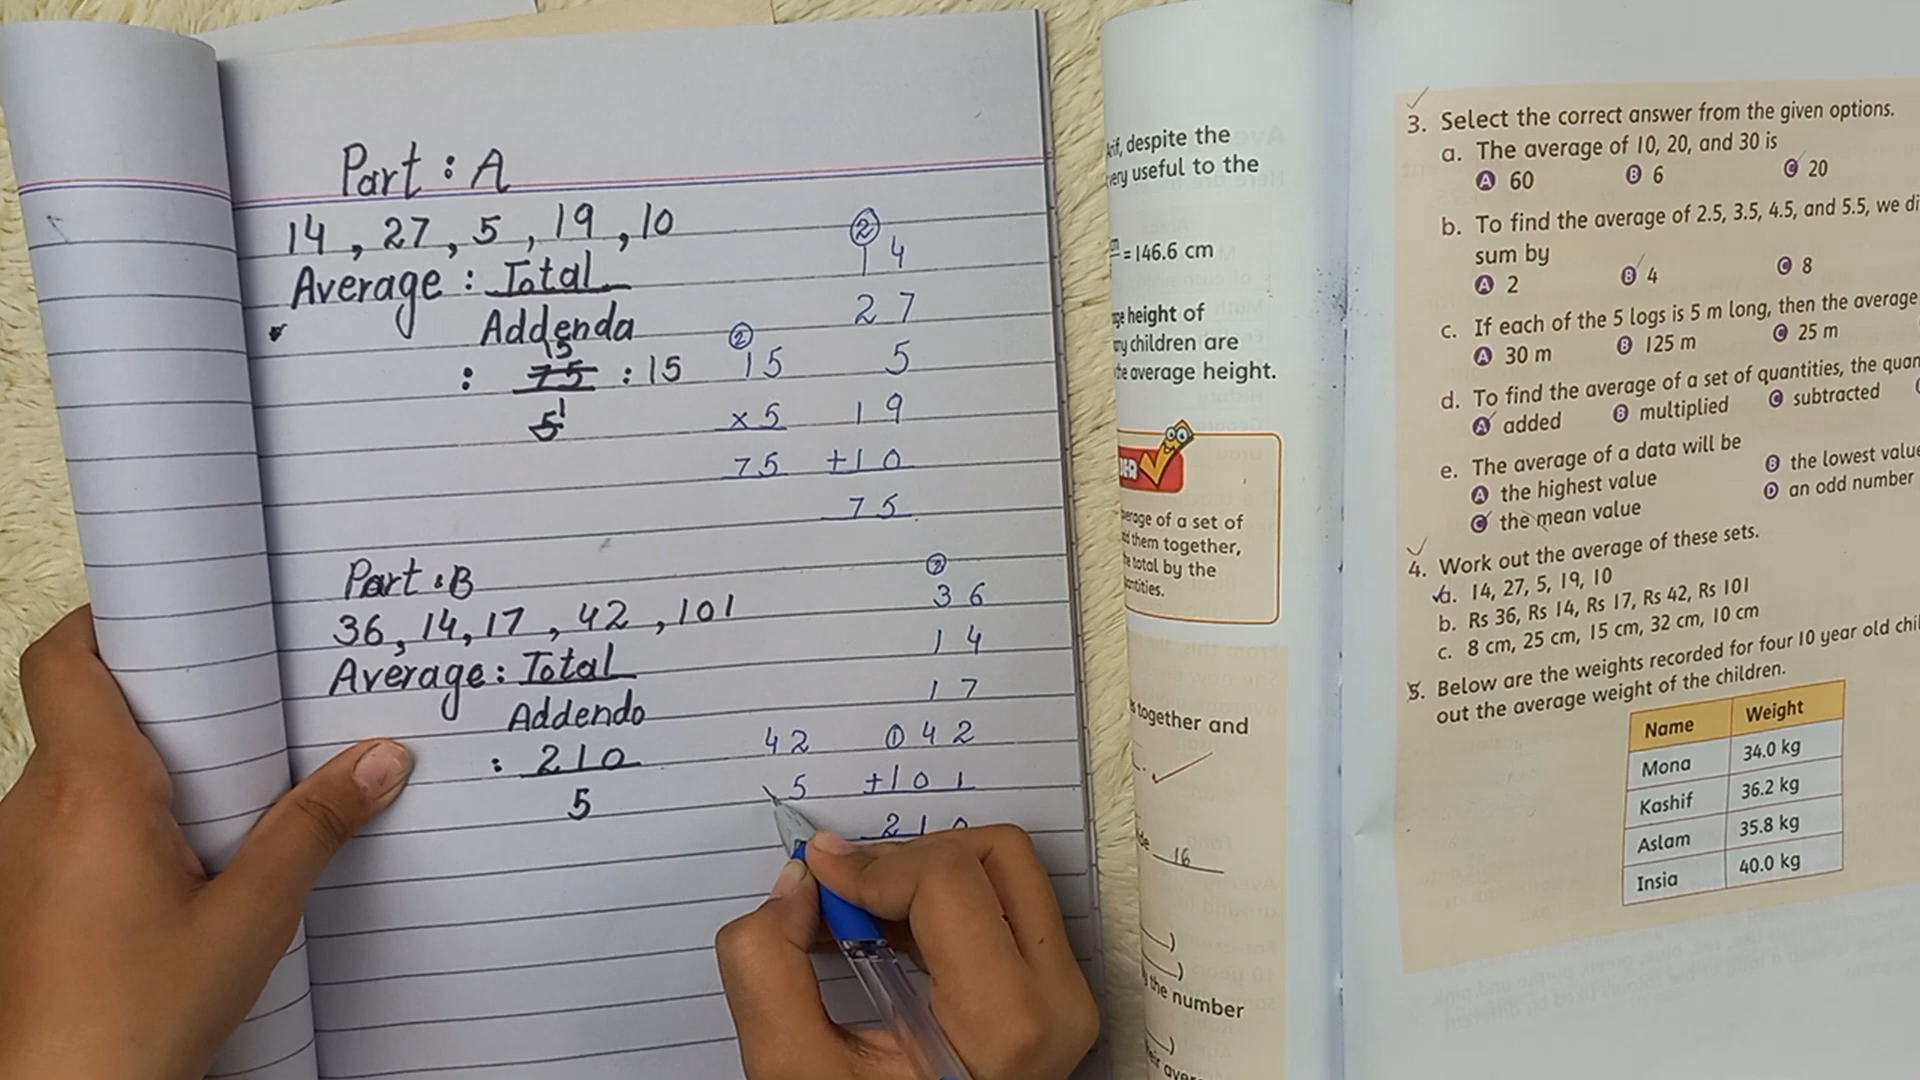 Part : A
14 , 27 , 5 , 19 , 10
Average : Total
Addenda
: 75 : 15
15
5
1
②
15
x 5
75
②
14
27
5
19
+10
75
Part : B
36, 14, 17 , 42 , 101
Average : Total
Addendo
: 210
5
42
5
②
36
14
17
① 42
+101
210
despite the
very useful to the
= 146.6 cm
height of
children are
average height.
of a set of
them together,
total by the
together and
16
the number
3. Select the correct answer from the given options.
a. The average of 10, 20, and 30 is
A 60 B 6 C 20
b. To find the average of 2.5, 3.5, 4.5, and 5.5, we di
sum by
A 2 B 4 C 8
c. If each of the 5 logs is 5 m long, then the average
A 30 m B 125 m C 25 m
d. To find the average of a set of quantities, the quan
A added B multiplied C subtracted
e. The average of a data will be
A the highest value B the lowest value
C the mean value D an odd number
4. Work out the average of these sets.
a. 14, 27, 5, 19, 10
b. Rs 36, Rs 14, Rs 17, Rs 42, Rs 101
c. 8 cm, 25 cm, 15 cm, 32 cm, 10 cm
5. Below are the weights recorded for four 10 year old chil
out the average weight of the children.
Name Weight
Mona 34.0 kg
Kashif 36.2 kg
Aslam 35.8 kg
Insia 40.0 kg